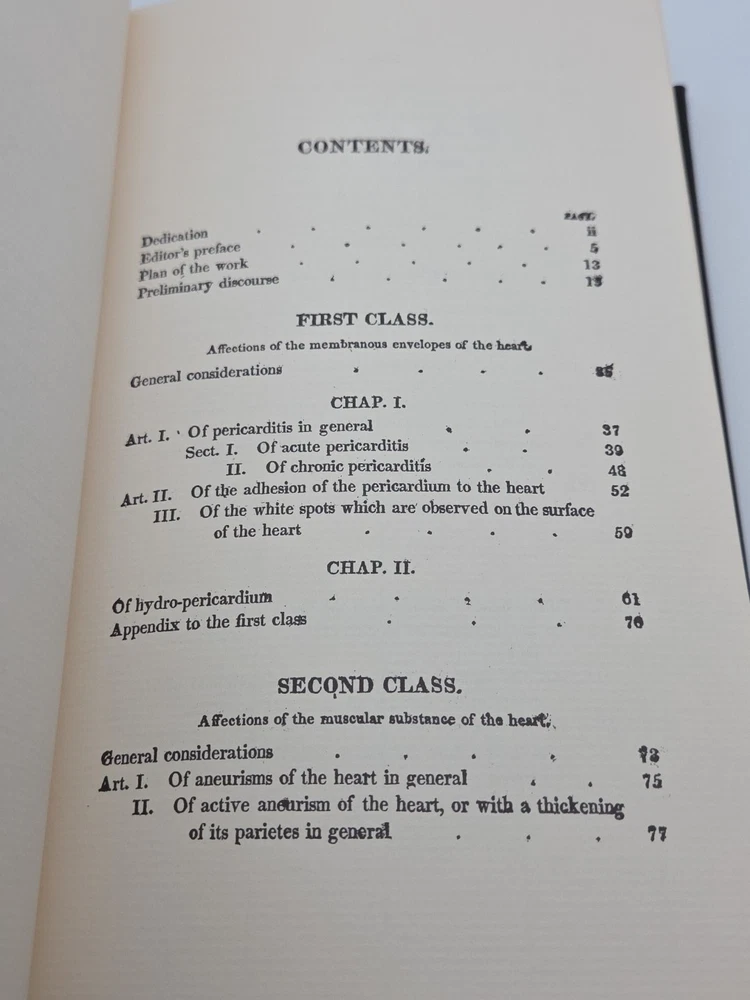 CONTENTS.
PAGE.
Dedication ii
Editor's preface 5
Plan of the work 13
Preliminary discourse
FIRST CLASS.
Affections of the membranous envelopes of the heart.
General considerations
CHAP. I.
Art. I. Of pericarditis in general 37
Sect. I. Of acute pericarditis 39
II. Of chronic pericarditis 48
Art. II. Of the adhesion of the pericardium to the heart 52
III. Of the white spots which are observed on the surface
of the heart 59
CHAP. II.
Of hydro-pericardium 61
Appendix to the first class 70
SECOND CLASS.
Affections of the muscular substance of the heart.
General considerations
Art. I. Of aneurisms of the heart in general 75
II. Of active aneurism of the heart, or with a thickening
of its parietes in general 77